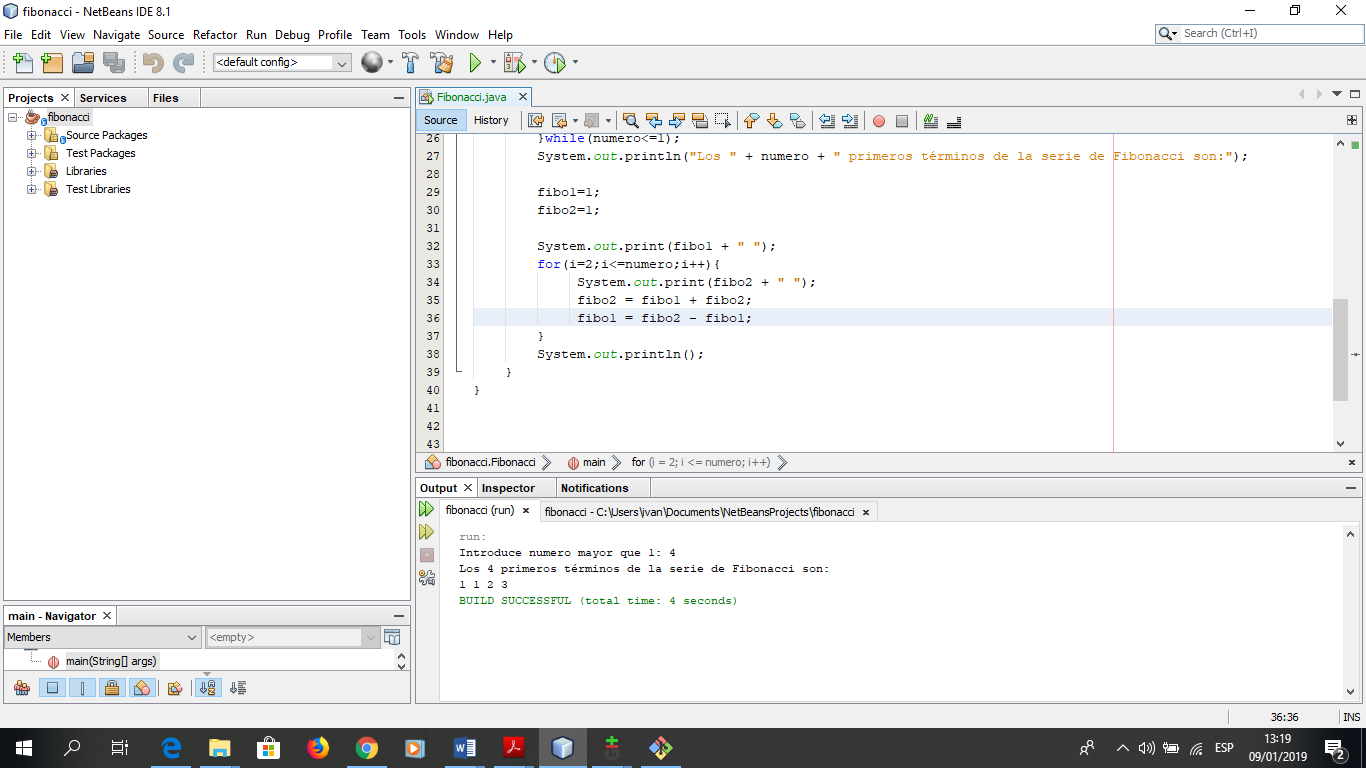 fibonacci - NetBeans IDE 8.1
File Edit View Navigate Source Refactor Run Debug Profile Team Tools Window Help
Search (Ctrl+I)
<default config>
Projects Services Files
fibonacci
Source Packages
Test Packages
Libraries
Test Libraries
main - Navigator
Members <empty>
main(String[] args)
Fibonacci.java
Source History
26 }while(numero<=1);
27 System.out.println("Los " + numero + " primeros términos de la serie de Fibonacci son:");
28
29 fibo1=1;
30 fibo2=1;
31
32 System.out.print(fibo1 + " ");
33 for(i=2;i<=numero;i++){
34 System.out.print(fibo2 + " ");
35 fibo2 = fibo1 + fibo2;
36 fibo1 = fibo2 - fibo1;
37 }
38 System.out.println();
39 }
40 }
41
42
43
fibonacci.Fibonacci main for (i = 2; i <= numero; i++)
Output Inspector Notifications
fibonacci (run) fibonacci - C:\Users\ivan\Documents\NetBeansProjects\fibonacci
run:
Introduce numero mayor que 1: 4
Los 4 primeros términos de la serie de Fibonacci son:
1 1 2 3
BUILD SUCCESSFUL (total time: 4 seconds)
36:36 INS
ESP
13:19
09/01/2019
2